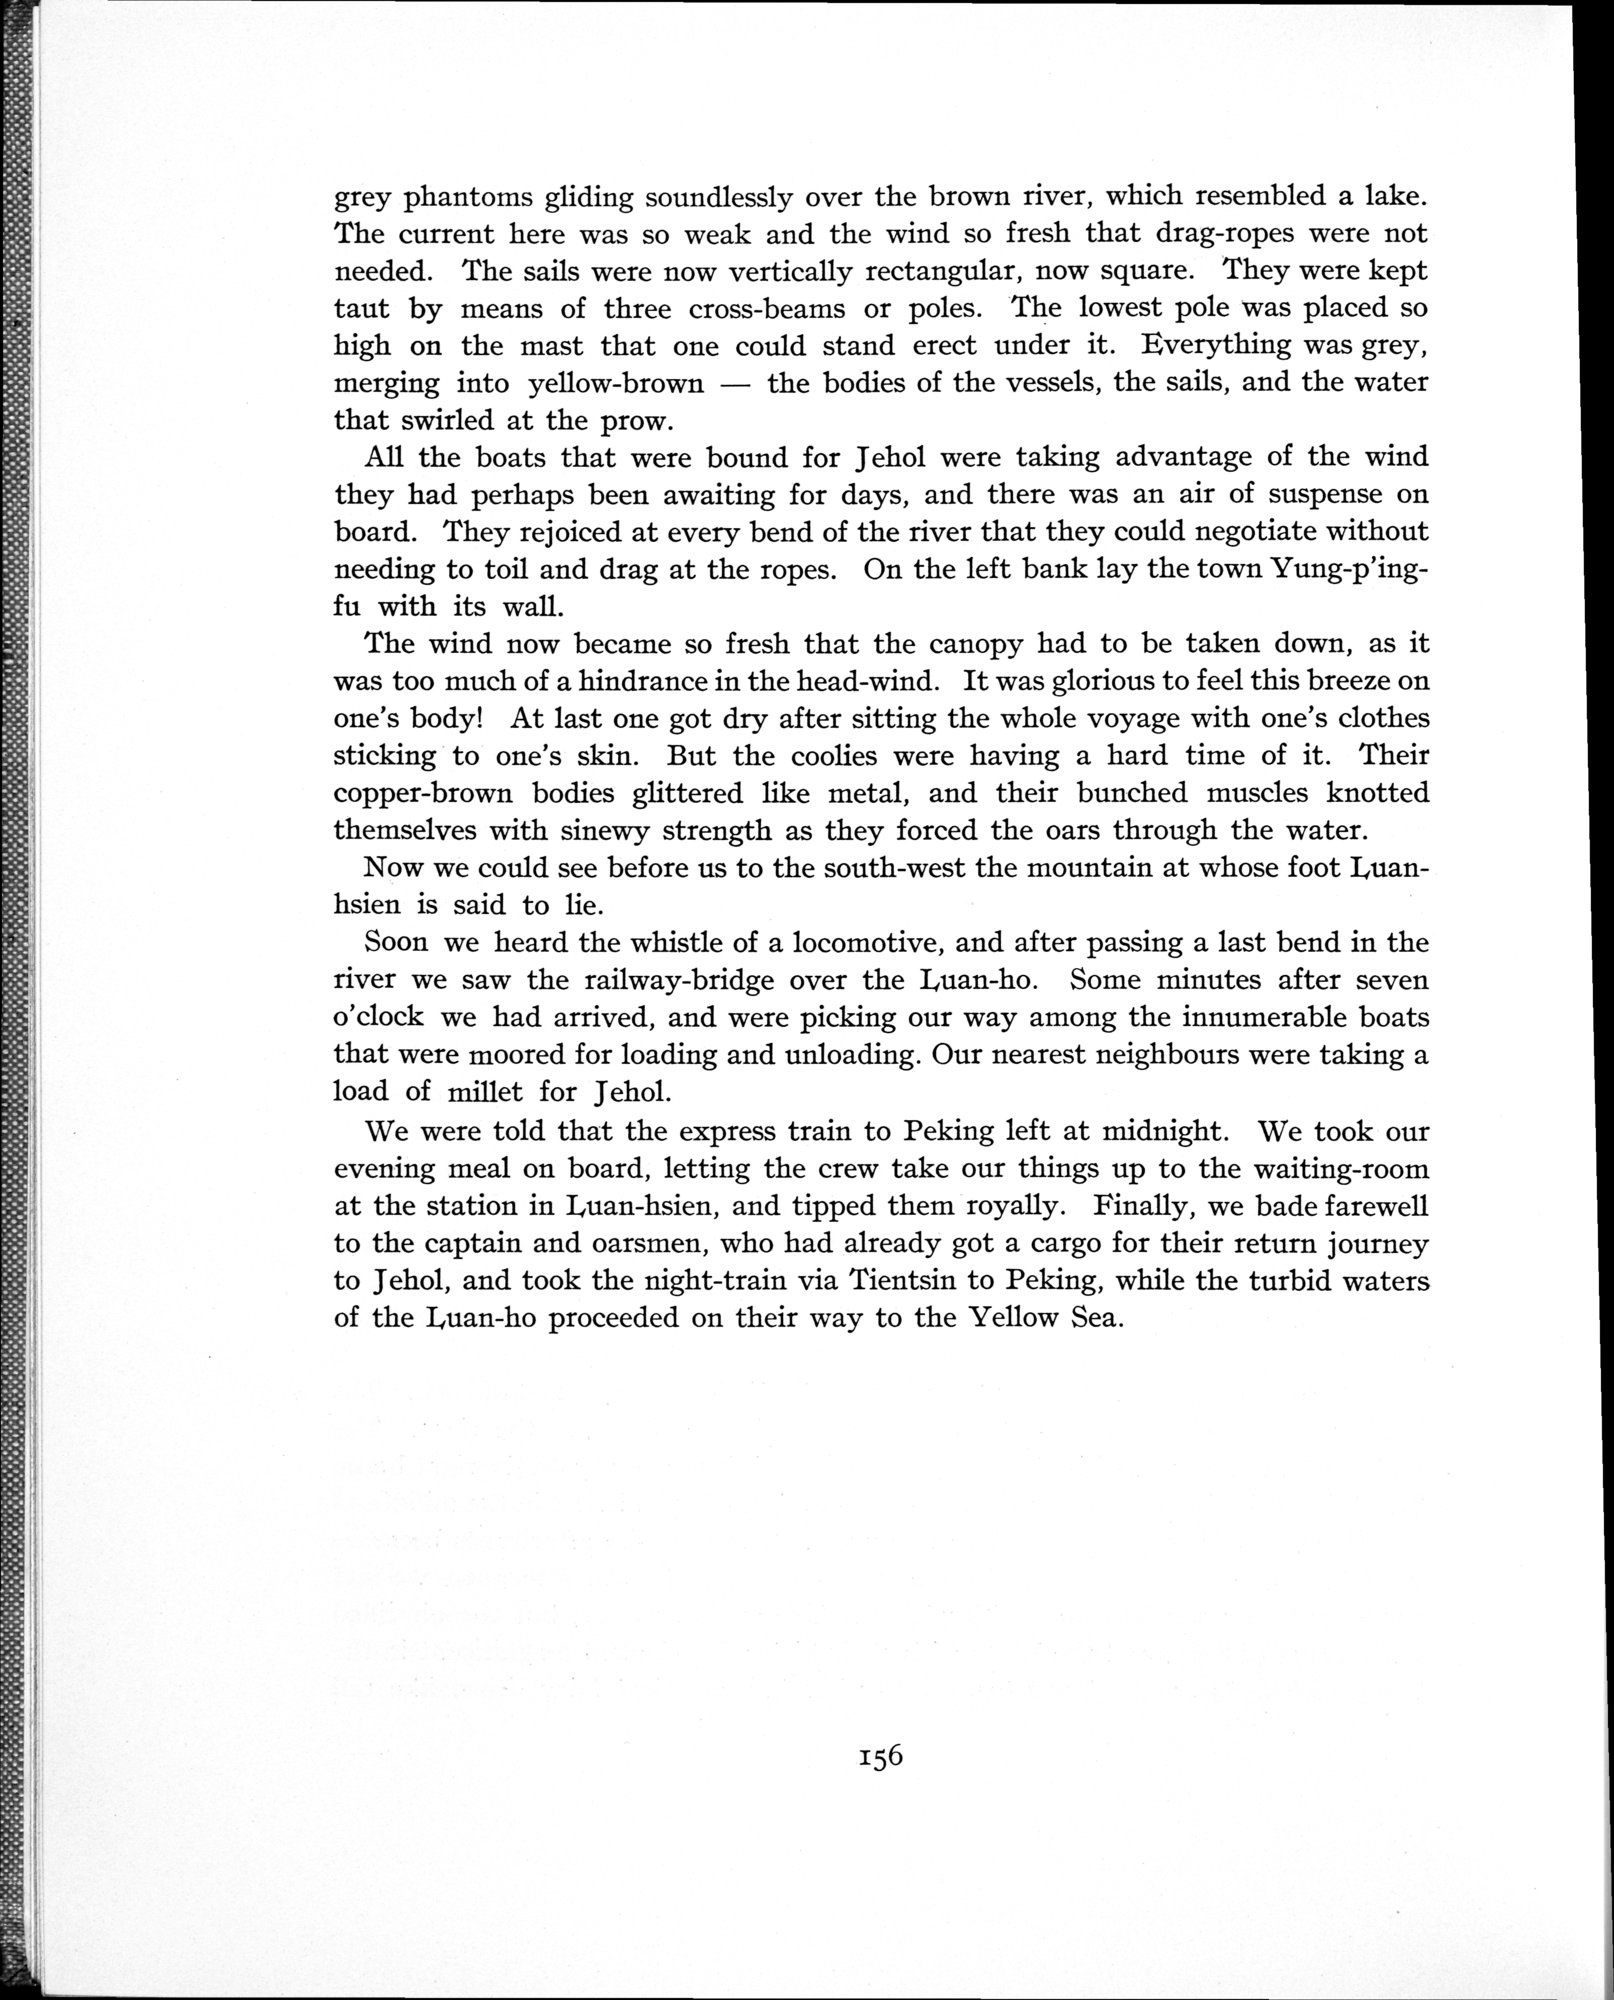 grey phantoms gliding soundlessly over the brown river, which resembled a lake.
The current here was so weak and the wind so fresh that drag-ropes were not
needed. The sails were now vertically rectangular, now square. They were kept
taut by means of three cross-beams or poles. The lowest pole was placed so
high on the mast that one could stand erect under it. Everything was grey,
merging into yellow-brown — the bodies of the vessels, the sails, and the water
that swirled at the prow.
All the boats that were bound for Jehol were taking advantage of the wind
they had perhaps been awaiting for days, and there was an air of suspense on
board. They rejoiced at every bend of the river that they could negotiate without
needing to toil and drag at the ropes. On the left bank lay the town Yung-p'ing-
fu with its wall.
The wind now became so fresh that the canopy had to be taken down, as it
was too much of a hindrance in the head-wind. It was glorious to feel this breeze on
one's body! At last one got dry after sitting the whole voyage with one's clothes
sticking to one's skin. But the coolies were having a hard time of it. Their
copper-brown bodies glittered like metal, and their bunched muscles knotted
themselves with sinewy strength as they forced the oars through the water.
Now we could see before us to the south-west the mountain at whose foot Luan-
hsien is said to lie.
Soon we heard the whistle of a locomotive, and after passing a last bend in the
river we saw the railway-bridge over the Luan-ho. Some minutes after seven
o'clock we had arrived, and were picking our way among the innumerable boats
that were moored for loading and unloading. Our nearest neighbours were taking a
load of millet for Jehol.
We were told that the express train to Peking left at midnight. We took our
evening meal on board, letting the crew take our things up to the waiting-room
at the station in Luan-hsien, and tipped them royally. Finally, we bade farewell
to the captain and oarsmen, who had already got a cargo for their return journey
to Jehol, and took the night-train via Tientsin to Peking, while the turbid waters
of the Luan-ho proceeded on their way to the Yellow Sea.
156